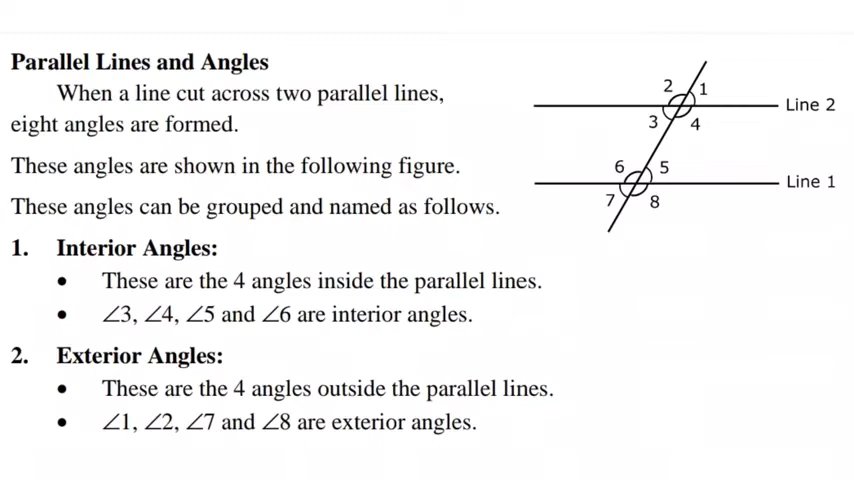 Parallel Lines and Angles
When a line cut across two parallel lines,
eight angles are formed.
These angles are shown in the following figure.
These angles can be grouped and named as follows.
1. Interior Angles:
• These are the 4 angles inside the parallel lines.
• ∠3, ∠4, ∠5 and ∠6 are interior angles.
2. Exterior Angles:
• These are the 4 angles outside the parallel lines.
• ∠1, ∠2, ∠7 and ∠8 are exterior angles.
2 1
Line 2
3 4
6 5
Line 1
7 8